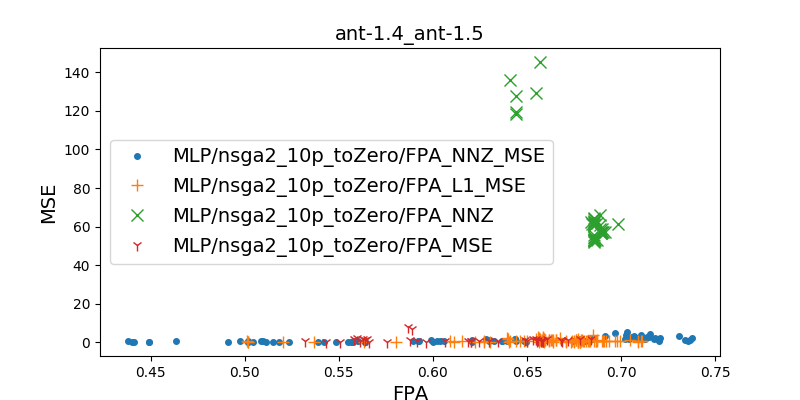 ant-1.4_ant-1.5
MSE
140
120
100
80
60
40
20
0
MLP/nsga2_10p_toZero/FPA_NNZ_MSE
MLP/nsga2_10p_toZero/FPA_L1_MSE
MLP/nsga2_10p_toZero/FPA_NNZ
MLP/nsga2_10p_toZero/FPA_MSE
0.45 0.50 0.55 0.60 0.65 0.70 0.75
FPA